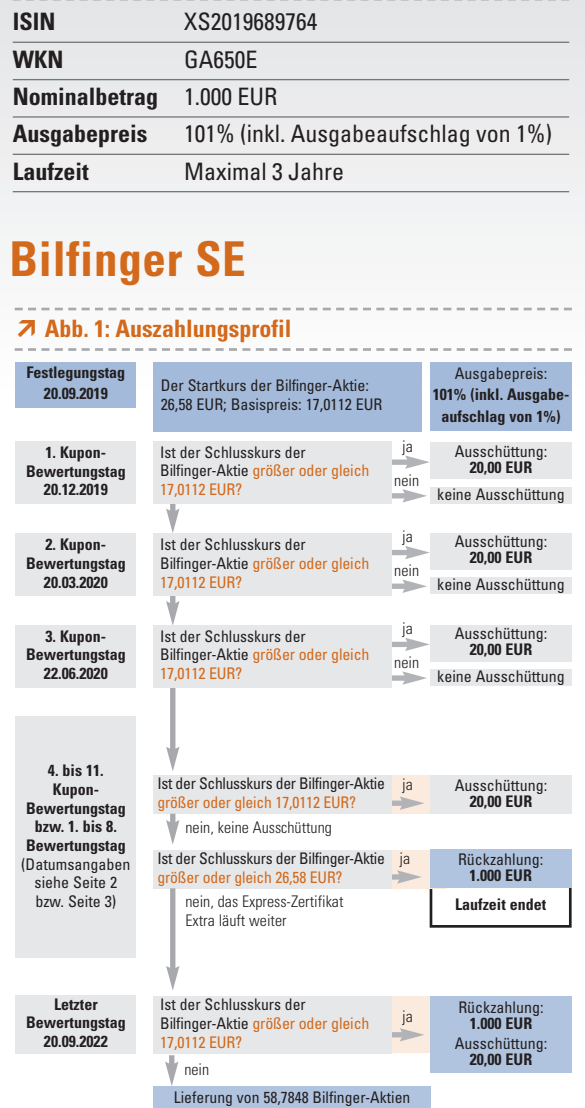 ISIN XS2019689764
WKN GA650E
Nominalbetrag 1.000 EUR
Ausgabepreis 101% (inkl. Ausgabeaufschlag von 1%)
Laufzeit Maximal 3 Jahre
Bilfinger SE
↗ Abb. 1: Auszahlungsprofil
Festlegungstag
20.09.2019
Der Startkurs der Bilfinger-Aktie:
26,58 EUR; Basispreis: 17,0112 EUR
Ausgabepreis:
101% (inkl. Ausgabe-
aufschlag von 1%)
1. Kupon-
Bewertungstag
20.12.2019
Ist der Schlusskurs der
Bilfinger-Aktie größer oder gleich
17,0112 EUR?
ja
Ausschüttung:
20,00 EUR
nein
keine Ausschüttung
2. Kupon-
Bewertungstag
20.03.2020
Ist der Schlusskurs der
Bilfinger-Aktie größer oder gleich
17,0112 EUR?
ja
Ausschüttung:
20,00 EUR
nein
keine Ausschüttung
3. Kupon-
Bewertungstag
22.06.2020
Ist der Schlusskurs der
Bilfinger-Aktie größer oder gleich
17,0112 EUR?
ja
Ausschüttung:
20,00 EUR
nein
keine Ausschüttung
4. bis 11.
Kupon-
Bewertungstag
bzw. 1. bis 8.
Bewertungstag
(Datumsangaben
siehe Seite 2
bzw. Seite 3)
Ist der Schlusskurs der Bilfinger-Aktie
größer oder gleich 17,0112 EUR?
ja
Ausschüttung:
20,00 EUR
nein, keine Ausschüttung
Ist der Schlusskurs der Bilfinger-Aktie
größer oder gleich 26,58 EUR?
ja
Rückzahlung:
1.000 EUR
Laufzeit endet
nein, das Express-Zertifikat
Extra läuft weiter
Letzter
Bewertungstag
20.09.2022
Ist der Schlusskurs der
Bilfinger-Aktie größer oder gleich
17,0112 EUR?
ja
Rückzahlung:
1.000 EUR
Ausschüttung:
20,00 EUR
nein
Lieferung von 58,7848 Bilfinger-Aktien